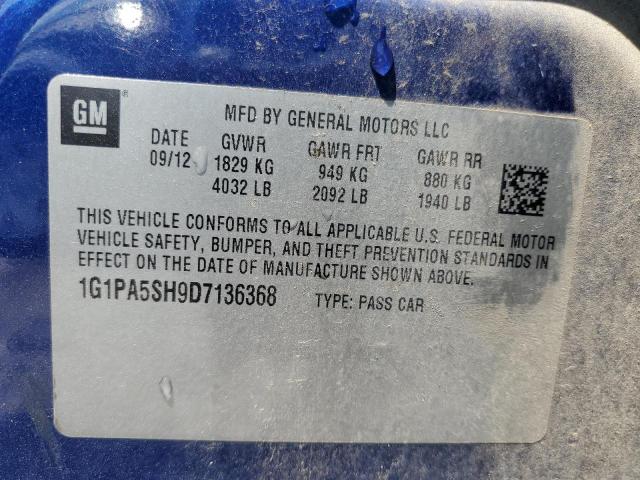 GM
MFD BY GENERAL MOTORS LLC
DATE GVWR GAWR FRT GAWR RR
09/12 1829 KG 949 KG 880 KG
4032 LB 2092 LB 1940 LB
THIS VEHICLE CONFORMS TO ALL APPLICABLE U.S. FEDERAL MOTOR
VEHICLE SAFETY, BUMPER, AND THEFT PREVENTION STANDARDS IN
EFFECT ON THE DATE OF MANUFACTURE SHOWN ABOVE.
1G1PA5SH9D7136368 TYPE: PASS CAR